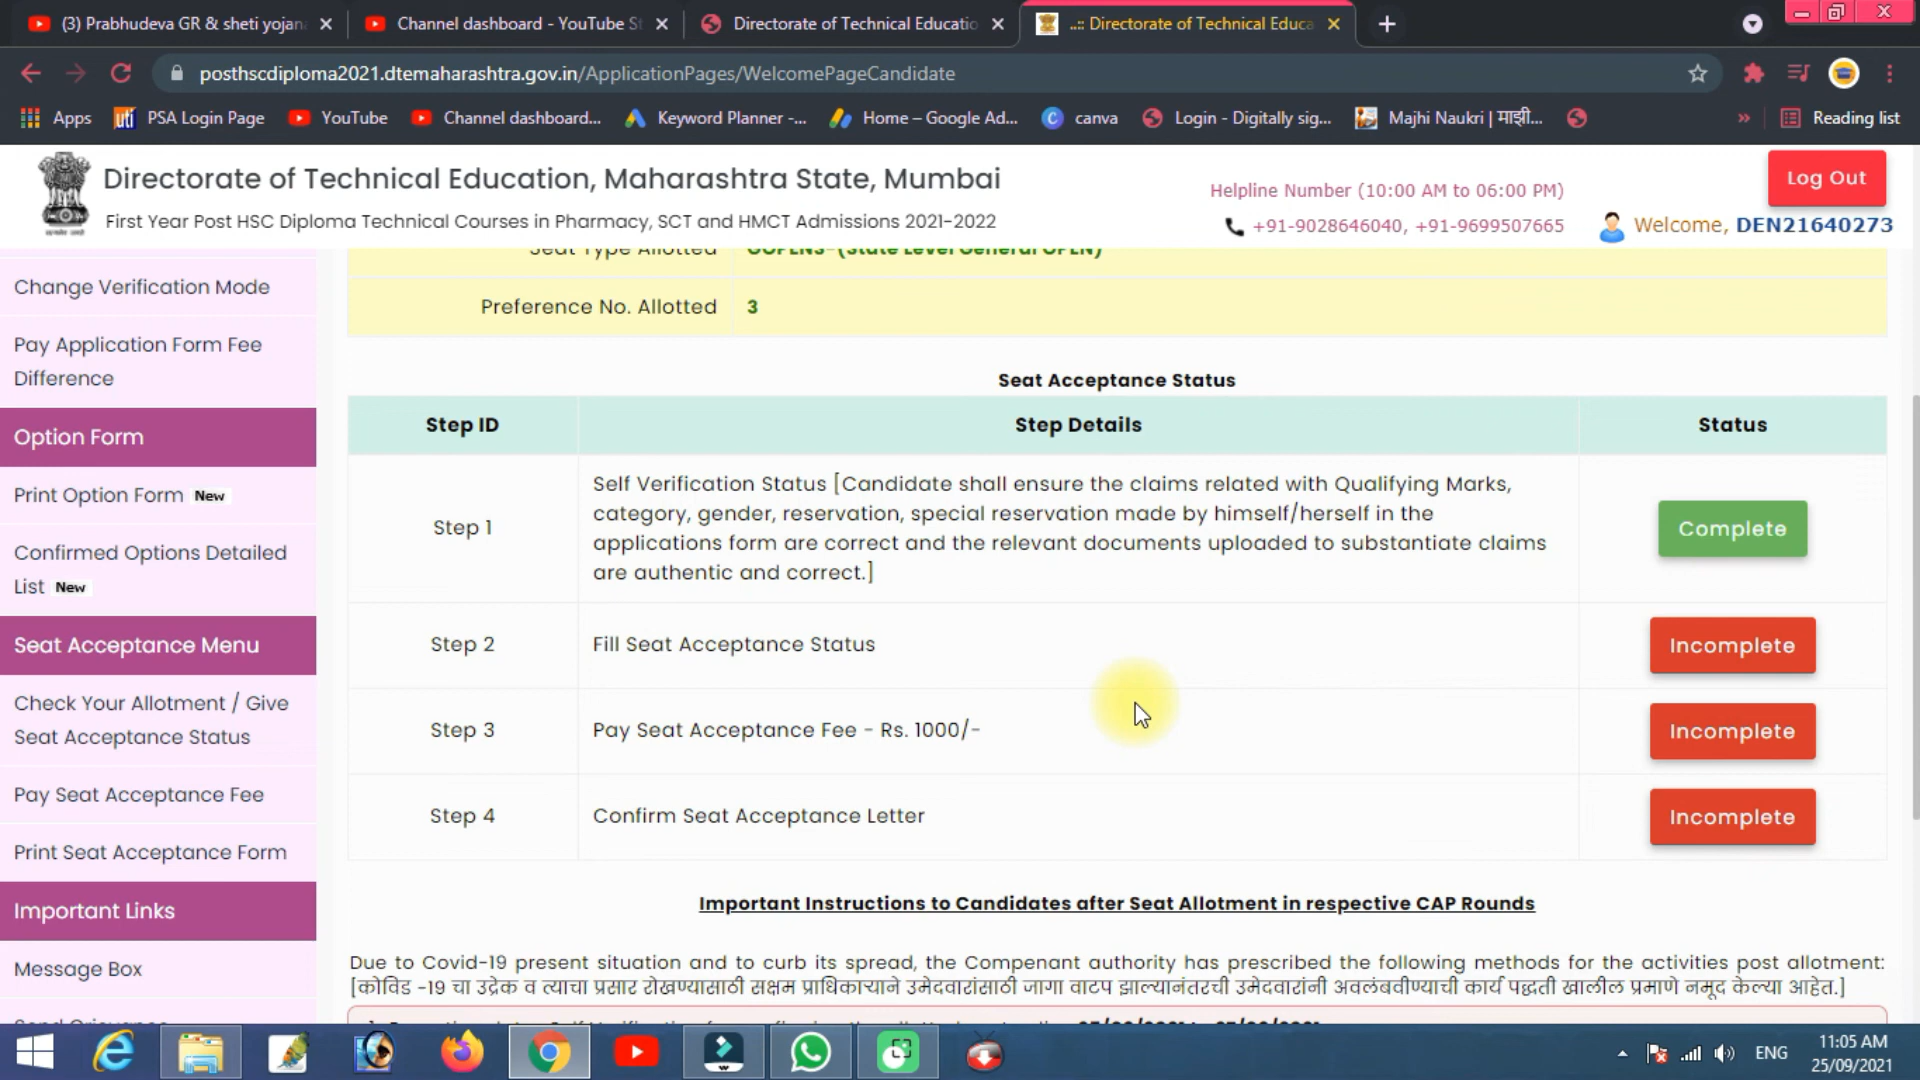 (3) Prabhudeva GR & sheti yojan
Channel dashboard - YouTube St
Directorate of Technical Educatio
..:: Directorate of Technical Educa
posthscdiploma2021.dtemaharashtra.gov.in/ApplicationPages/WelcomePageCandidate
Apps
uti
PSA Login Page
YouTube
Channel dashboard...
Keyword Planner -...
Home – Google Ad...
C
canva
Login - Digitally sig...
Majhi Naukri | माझी...
»
Reading list
Directorate of Technical Education, Maharashtra State, Mumbai
First Year Post HSC Diploma Technical Courses in Pharmacy, SCT and HMCT Admissions 2021-2022
Helpline Number (10:00 AM to 06:00 PM)
+91-9028646040, +91-9699507665
Log Out
Welcome, DEN21640273
Change Verification Mode
Pay Application Form Fee
Difference
Option Form
Print Option Form New
Confirmed Options Detailed
List New
Seat Acceptance Menu
Check Your Allotment / Give
Seat Acceptance Status
Pay Seat Acceptance Fee
Print Seat Acceptance Form
Important Links
Message Box
Seat Type Allotted
(State Level General OPEN)
Preference No. Allotted
3
Seat Acceptance Status
Step ID
Step Details
Status
Step 1
Self Verification Status [Candidate shall ensure the claims related with Qualifying Marks,
category, gender, reservation, special reservation made by himself/herself in the
applications form are correct and the relevant documents uploaded to substantiate claims
are authentic and correct.]
Complete
Step 2
Fill Seat Acceptance Status
Incomplete
Step 3
Pay Seat Acceptance Fee - Rs. 1000/-
Incomplete
Step 4
Confirm Seat Acceptance Letter
Incomplete
Important Instructions to Candidates after Seat Allotment in respective CAP Rounds
Due to Covid-19 present situation and to curb its spread, the Compenant authority has prescribed the following methods for the activities post allotment:
[कोविड -19 चा उद्रेक व त्याचा प्रसार रोखण्यासाठी सक्षम प्राधिकाऱ्याने उमेदवारांसाठी जागा वाटप झाल्यानंतरची उमेदवारांनी अवलंबवीण्याची कार्य पद्धती खालील प्रमाणे नमूद केल्या आहेत.]
ENG
11:05 AM
25/09/2021